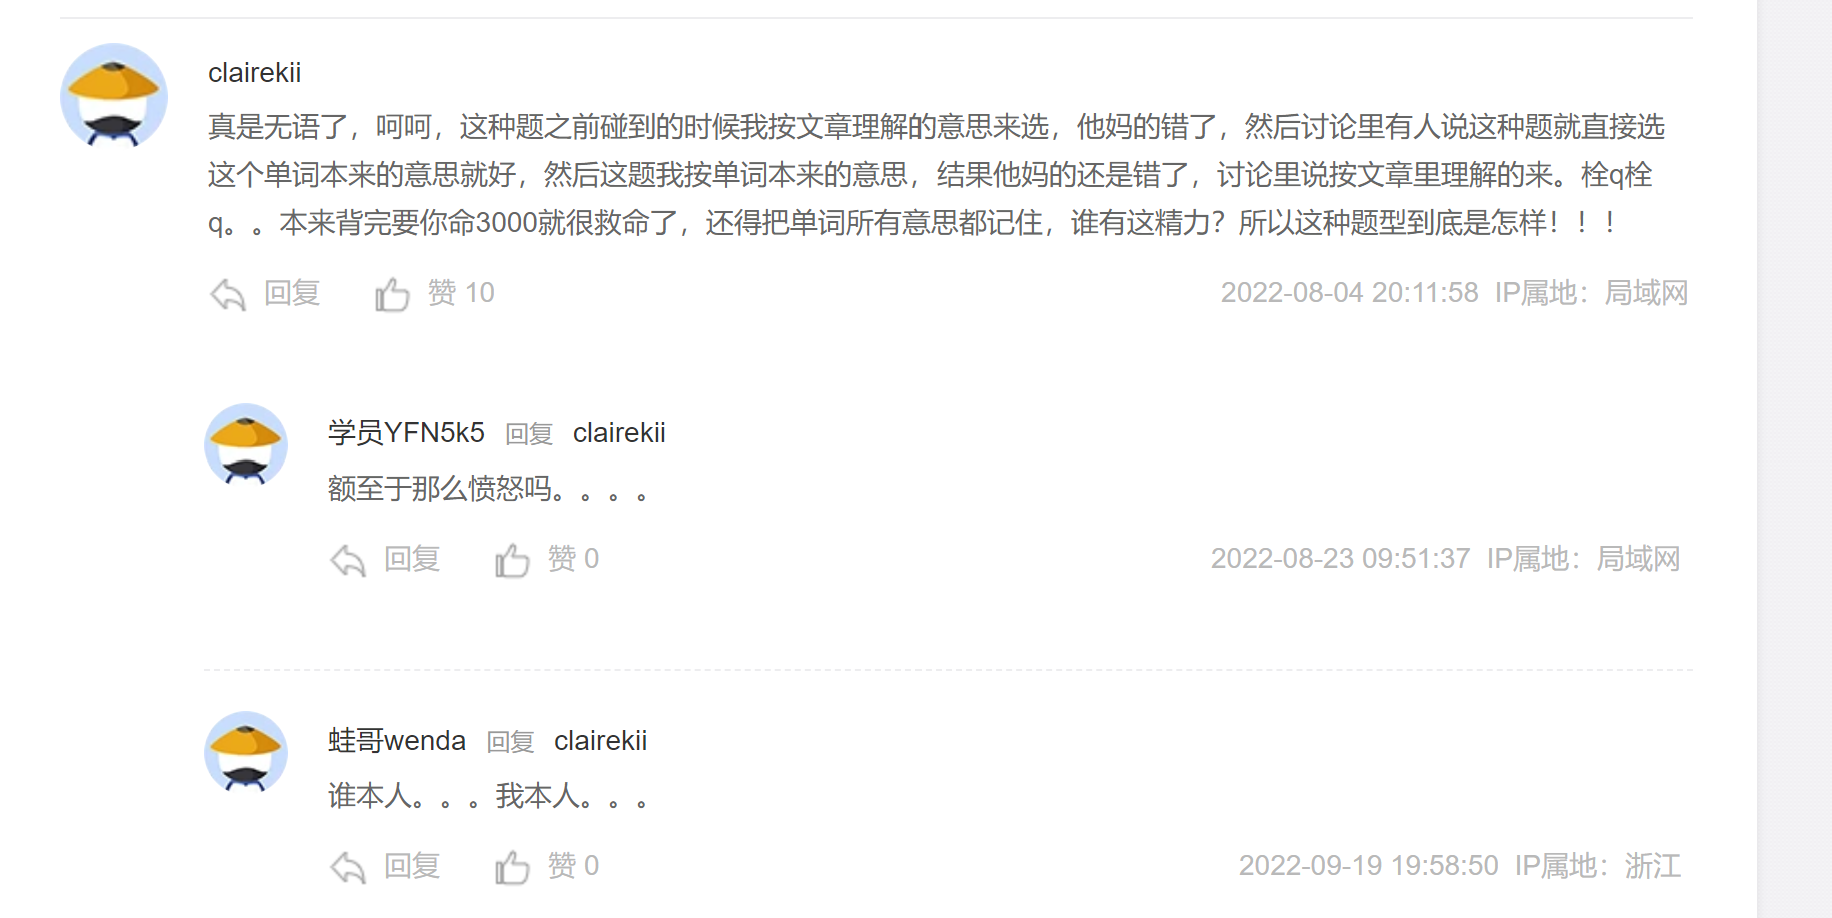 clairekii
真是无语了，呵呵，这种题之前碰到的时候我按文章理解的意思来选，他妈的错了，然后讨论里有人说这种题就直接选
这个单词本来的意思就好，然后这题我按单词本来的意思，结果他妈的还是错了，讨论里说按文章里理解的来。栓q栓
q。。本来背完要你命3000就很救命了，还得把单词所有意思都记住，谁有这精力？所以这种题型到底是怎样！！！
回复 赞 10 2022-08-04 20:11:58 IP属地：局域网
学员YFN5k5 回复 clairekii
额至于那么愤怒吗。。。。
回复 赞 0 2022-08-23 09:51:37 IP属地：局域网
蛙哥wenda 回复 clairekii
谁本人。。。我本人。。。
回复 赞 0 2022-09-19 19:58:50 IP属地：浙江